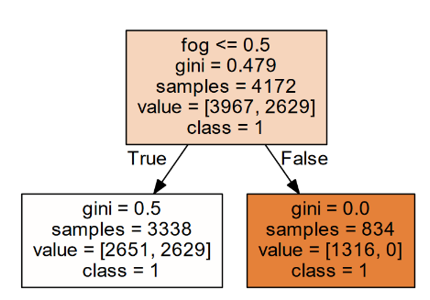 fog <= 0.5
gini = 0.479
samples = 4172
value = [3967, 2629]
class = 1
True
False
gini = 0.5
samples = 3338
value = [2651, 2629]
class = 1
gini = 0.0
samples = 834
value = [1316, 0]
class = 1